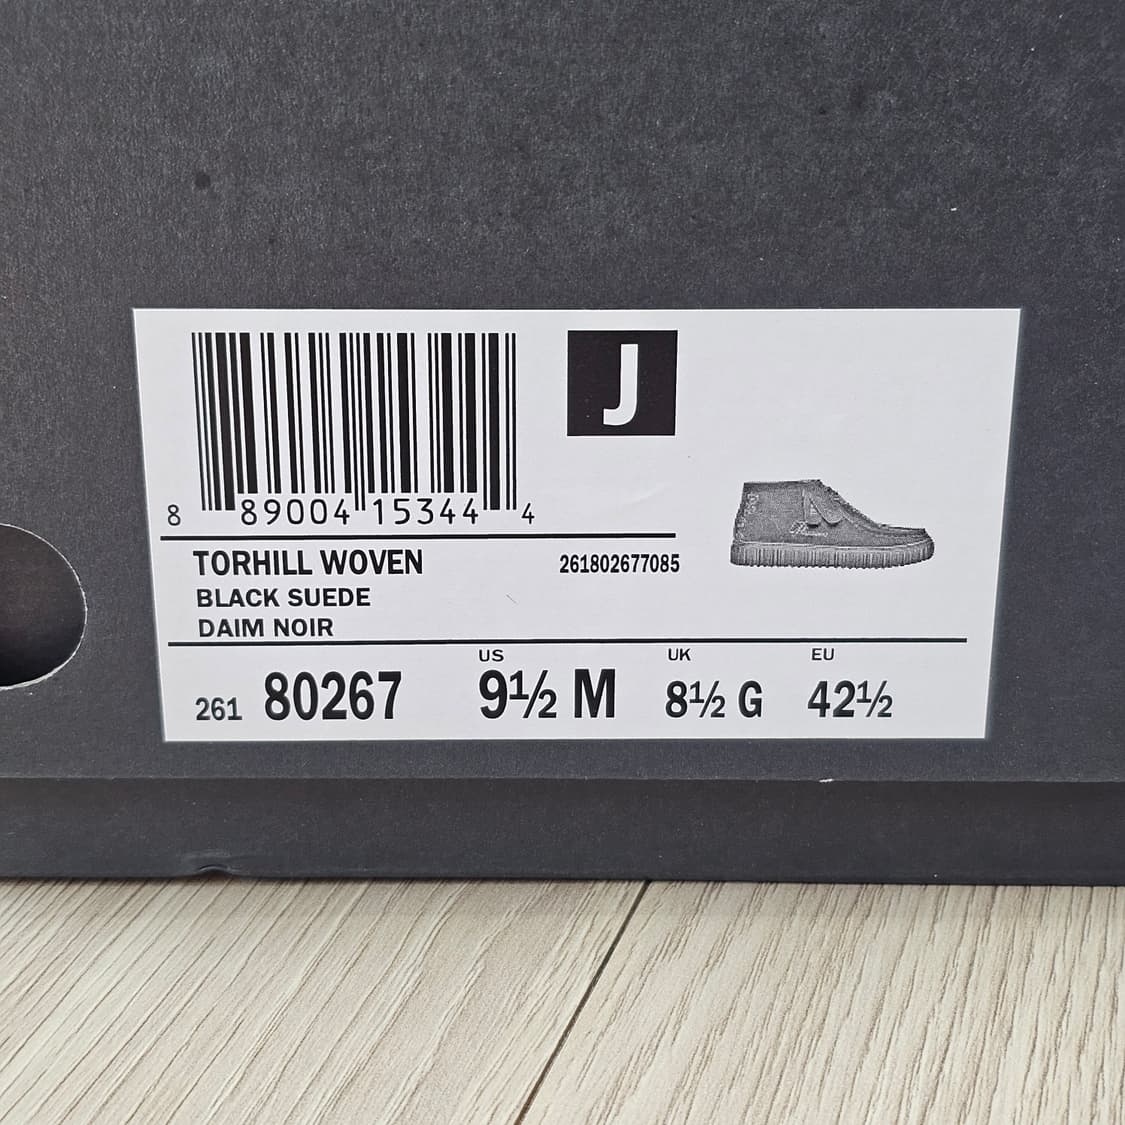 J
8 89004 15344 4
TORHILL WOVEN 261802677085
BLACK SUEDE
DAIM NOIR
US UK EU
261 80267 9½ M 8½ G 42½